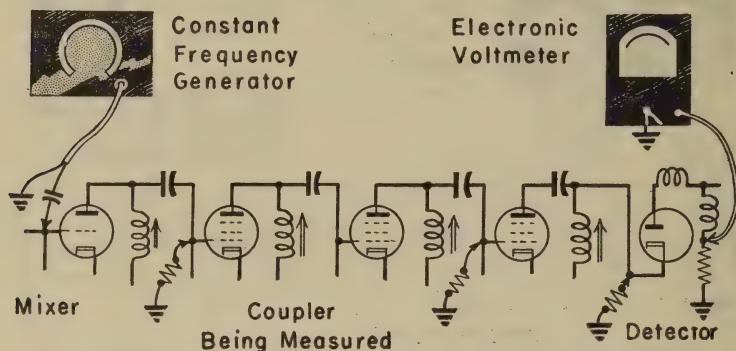 Constant
Frequency
Generator
Electronic
Voltmeter
Mixer
Coupler
Being Measured
Detector